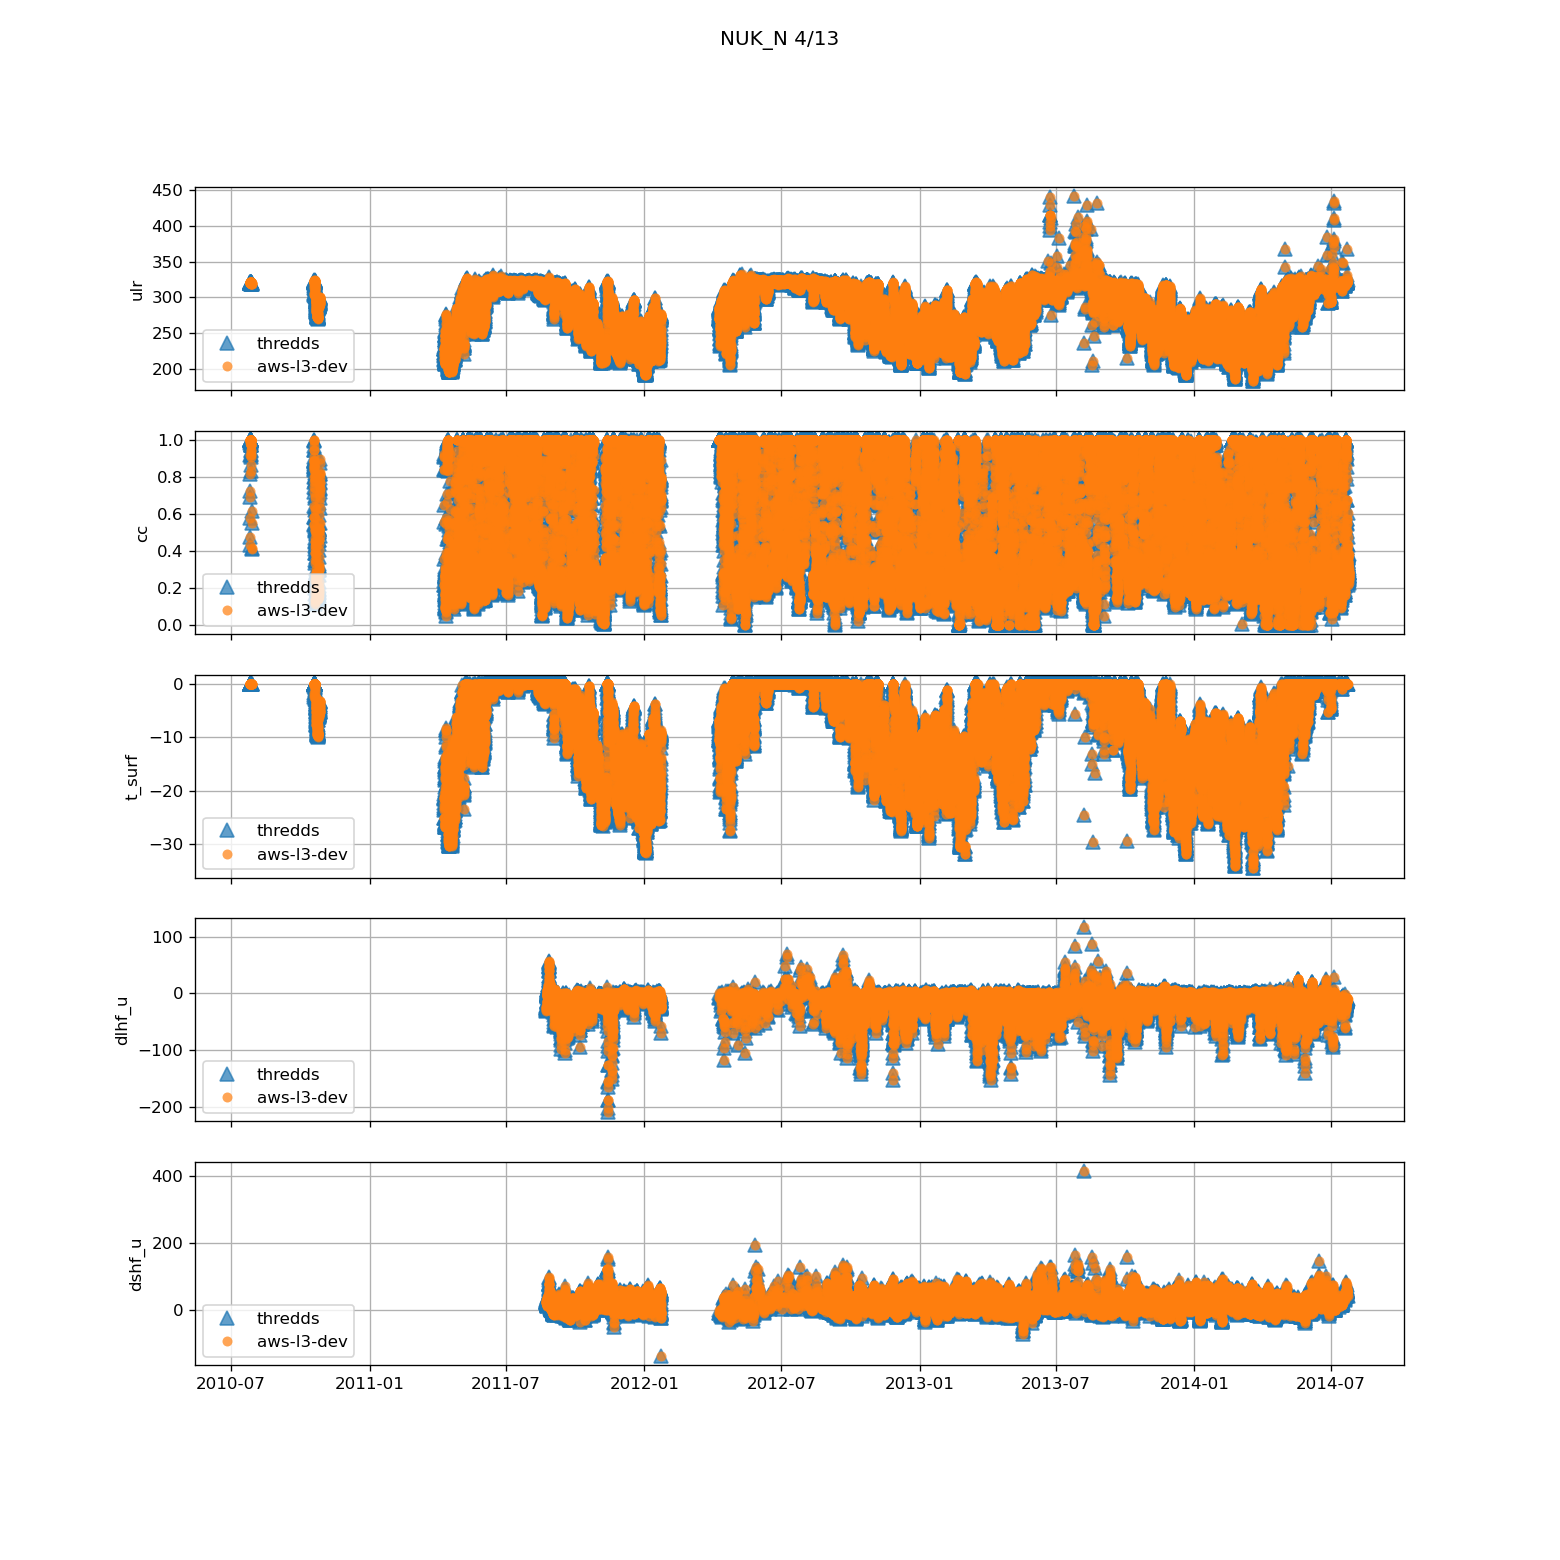 NUK_N 4/13
450
400
350
300
250
200
ulr
thredds
aws-l3-dev
1.0
0.8
0.6
0.4
0.2
0.0
cc
thredds
aws-l3-dev
0
−10
−20
−30
t_surf
thredds
aws-l3-dev
100
0
−100
−200
dlhf_u
thredds
aws-l3-dev
400
200
0
dshf_u
thredds
aws-l3-dev
2010-07 2011-01 2011-07 2012-01 2012-07 2013-01 2013-07 2014-01 2014-07